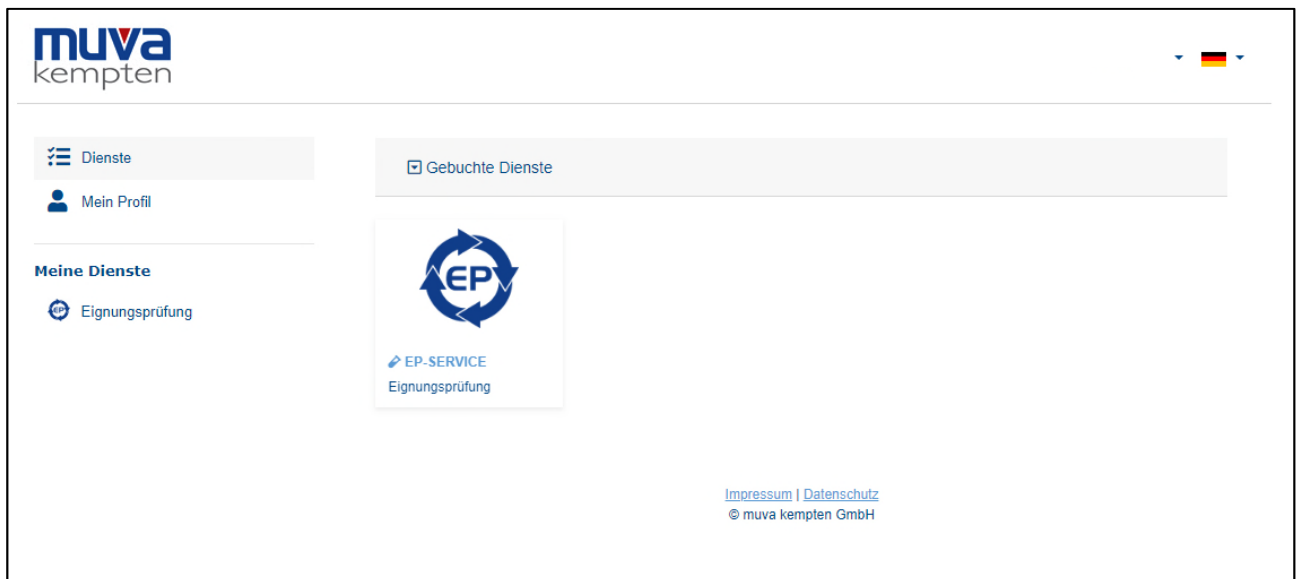 muva
kempten
Dienste
Mein Profil
Meine Dienste
EP
Eignungsprüfung
Gebuchte Dienste
EP
EP-SERVICE
Eignungsprüfung
Impressum | Datenschutz
© muva kempten GmbH